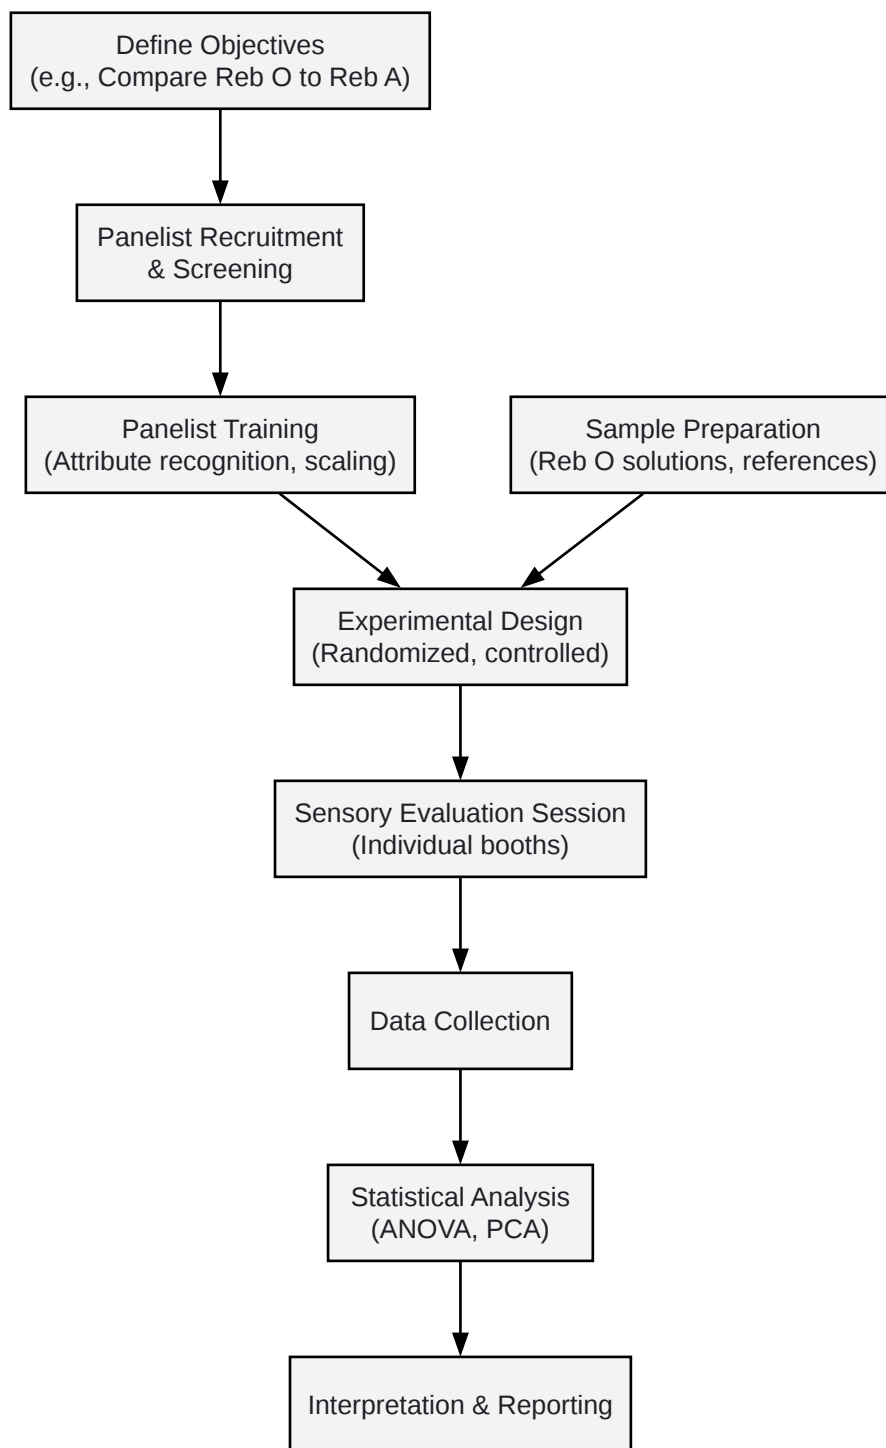 Define Objectives
(e.g., Compare Reb O to Reb A)
Panelist Recruitment
& Screening
Panelist Training
(Attribute recognition, scaling)
Sample Preparation
(Reb O solutions, references)
Experimental Design
(Randomized, controlled)
Sensory Evaluation Session
(Individual booths)
Data Collection
Statistical Analysis
(ANOVA, PCA)
Interpretation & Reporting